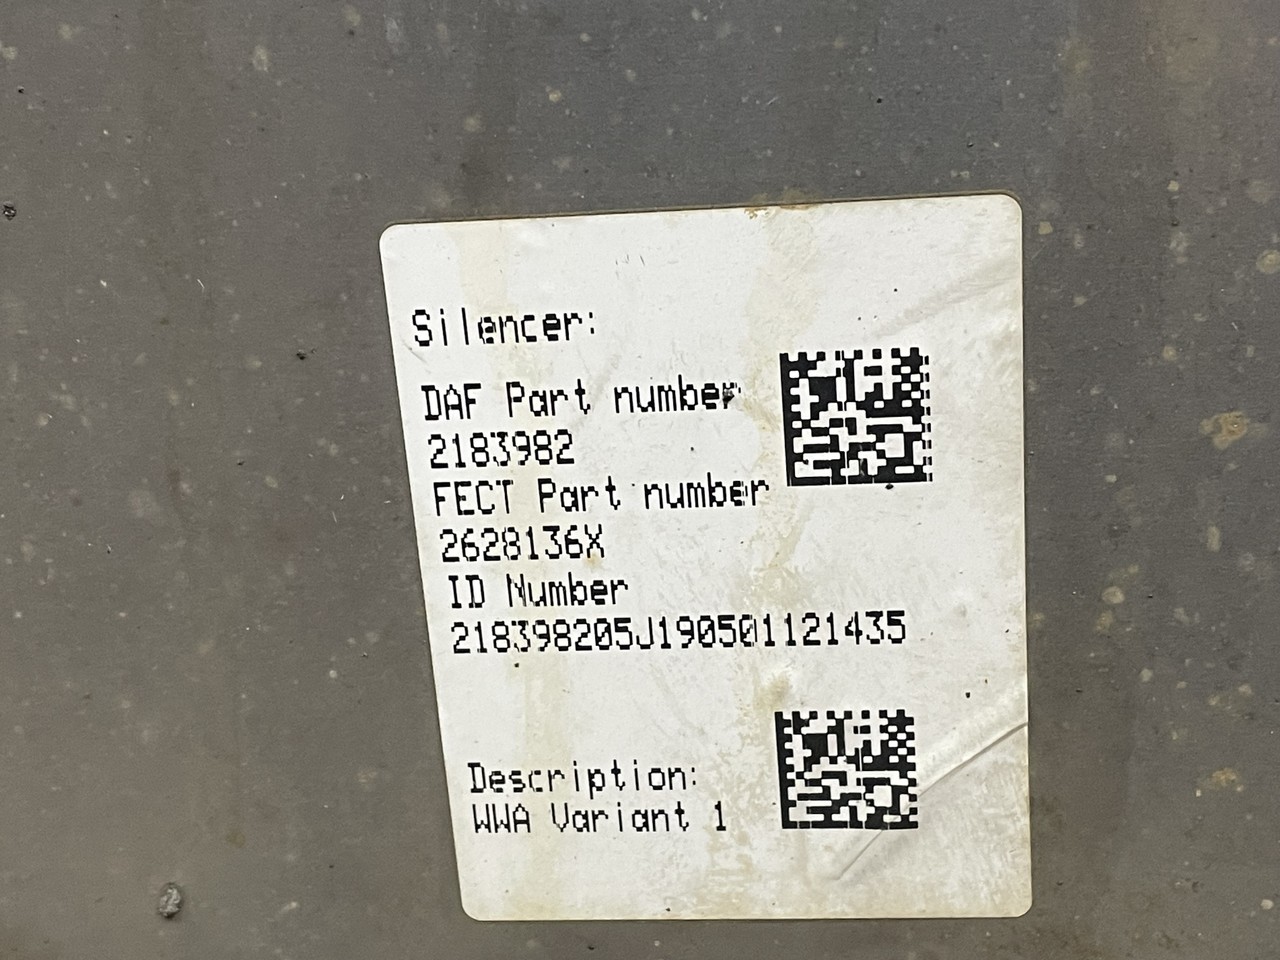 Silencer:
DAF Part number
2183982
FECT Part number
2628136X
ID Number
218398205J190501121435
Description:
WWA Variant 1